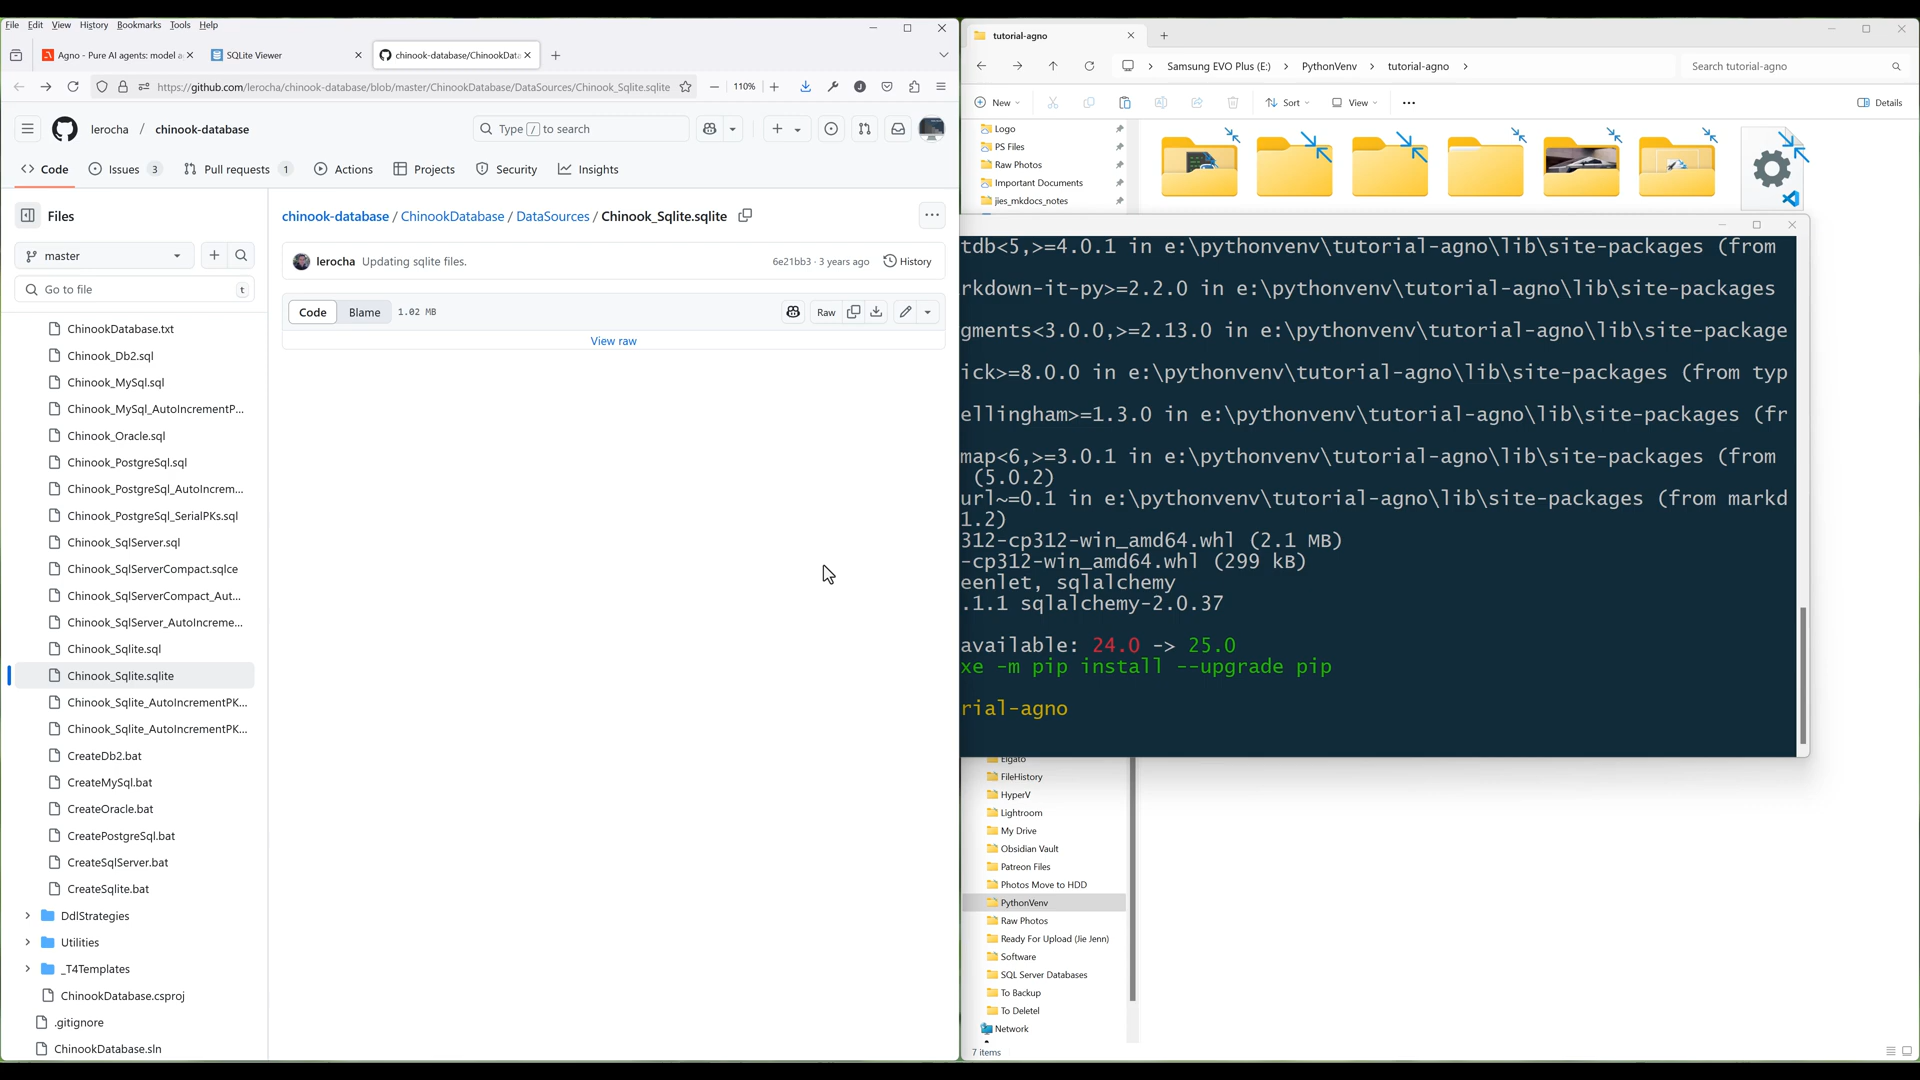 File Edit View History Bookmarks Tools Help
Agno - Pure AI agents: model a
SQLite Viewer
chinook-database/ChinookDat
https://github.com/lerocha/chinook-database/blob/master/ChinookDatabase/DataSources/Chinook_Sqlite.sqlite
110%
lerocha / chinook-database
Type / to search
Code
Issues 3
Pull requests 1
Actions
Projects
Security
Insights
Files
master
Go to file
t
ChinookDatabase.txt
Chinook_Db2.sql
Chinook_MySql.sql
Chinook_MySql_AutoIncrementP...
Chinook_Oracle.sql
Chinook_PostgreSql.sql
Chinook_PostgreSql_AutoIncrem...
Chinook_PostgreSql_SerialPKs.sql
Chinook_SqlServer.sql
Chinook_SqlServerCompact.sqlce
Chinook_SqlServerCompact_Aut...
Chinook_SqlServer_AutoIncreme...
Chinook_Sqlite.sql
Chinook_Sqlite.sqlite
Chinook_Sqlite_AutoIncrementPK...
Chinook_Sqlite_AutoIncrementPK...
CreateDb2.bat
CreateMySql.bat
CreateOracle.bat
CreatePostgreSql.bat
CreateSqlServer.bat
CreateSqlite.bat
DdlStrategies
Utilities
_T4Templates
ChinookDatabase.csproj
.gitignore
ChinookDatabase.sln
chinook-database / ChinookDatabase / DataSources / Chinook_Sqlite.sqlite
lerocha Updating sqlite files.
6e21bb3 · 3 years ago
History
Code
Blame
1.02 MB
Raw
View raw
tutorial-agno
Samsung EVO Plus (E:) > PythonVenv > tutorial-agno >
Search tutorial-agno
New
Sort
View
Details
Logo
PS Files
Raw Photos
Important Documents
jies_mkdocs_notes
tdb<5,>=4.0.1 in e:\pythonvenv\tutorial-agno\lib\site-packages (from
rkdown-it-py>=2.2.0 in e:\pythonvenv\tutorial-agno\lib\site-packages
gments<3.0.0,>=2.13.0 in e:\pythonvenv\tutorial-agno\lib\site-package
ick>=8.0.0 in e:\pythonvenv\tutorial-agno\lib\site-packages (from typ
ellingham>=1.3.0 in e:\pythonvenv\tutorial-agno\lib\site-packages (fr
map<6,>=3.0.1 in e:\pythonvenv\tutorial-agno\lib\site-packages (from
(5.0.2)
url~=0.1 in e:\pythonvenv\tutorial-agno\lib\site-packages (from markd
1.2)
312-cp312-win_amd64.whl (2.1 MB)
-cp312-win_amd64.whl (299 kB)
eenlet, sqlalchemy
.1.1 sqlalchemy-2.0.37
available: 24.0 -> 25.0
xe -m pip install --upgrade pip
rial-agno
Elgato
FileHistory
HyperV
Lightroom
My Drive
Obsidian Vault
Patreon Files
Photos Move to HDD
PythonVenv
Raw Photos
Ready For Upload (Jie Jenn)
Software
SQL Server Databases
To Backup
To Deletel
Network
7 items